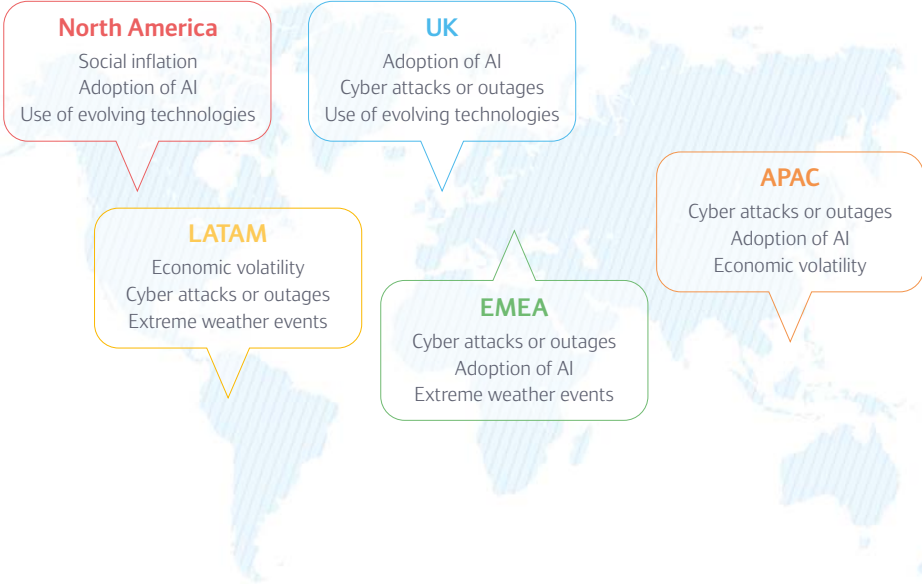 North America
Social inflation
Adoption of AI
Use of evolving technologies
UK
Adoption of AI
Cyber attacks or outages
Use of evolving technologies
APAC
Cyber attacks or outages
Adoption of AI
Economic volatility
LATAM
Economic volatility
Cyber attacks or outages
Extreme weather events
EMEA
Cyber attacks or outages
Adoption of AI
Extreme weather events